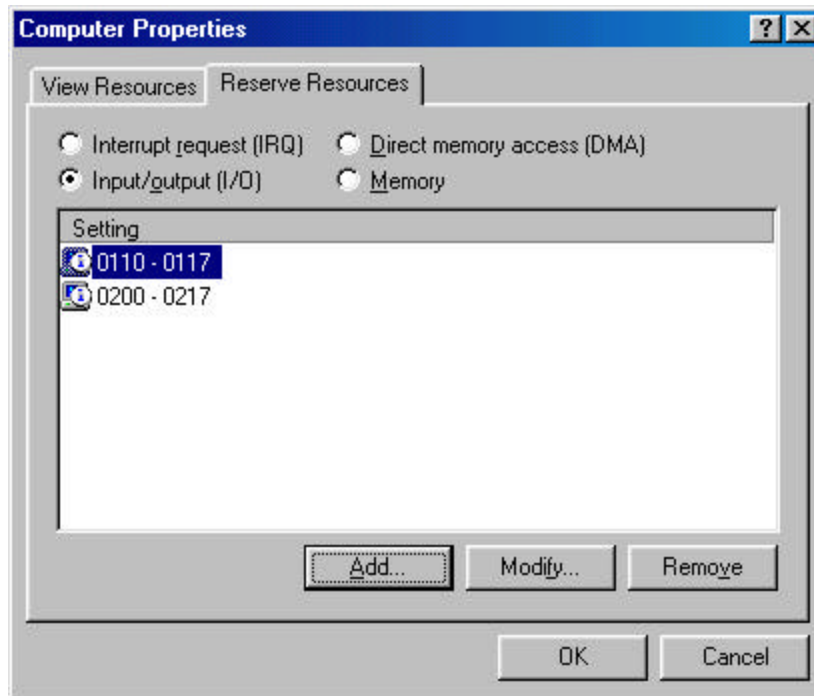 Computer Properties
View Resources Reserve Resources
Interrupt request (IRQ) Direct memory access (DMA)
Input/output (I/O) Memory
Setting
0110 - 0117
0200 - 0217
Add... Modify... Remove
OK Cancel